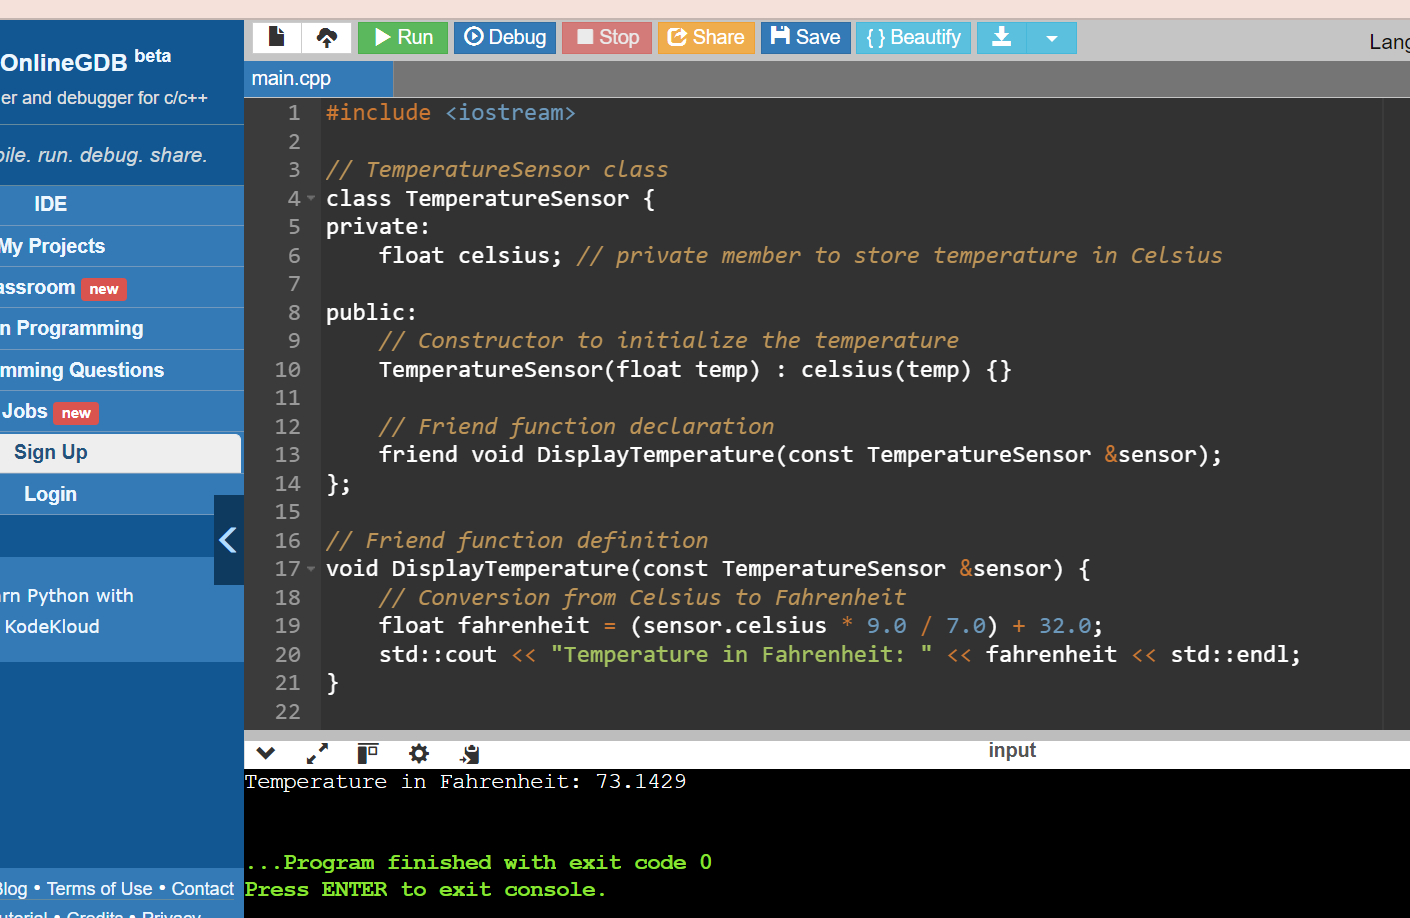 Run Debug Stop Share Save { } Beautify
Lang
OnlineGDB beta
er and debugger for c/c++
ile. run. debug. share.
IDE
My Projects
assroom new
n Programming
mming Questions
Jobs new
Sign Up
Login
rn Python with
KodeKloud
Blog • Terms of Use • Contact
utorial • Credits • Privacy
main.cpp
1 #include <iostream>
2
3 // TemperatureSensor class
4 class TemperatureSensor {
5 private:
6     float celsius; // private member to store temperature in Celsius
7
8 public:
9     // Constructor to initialize the temperature
10     TemperatureSensor(float temp) : celsius(temp) {}
11
12     // Friend function declaration
13     friend void DisplayTemperature(const TemperatureSensor &sensor);
14 };
15
16 // Friend function definition
17 void DisplayTemperature(const TemperatureSensor &sensor) {
18     // Conversion from Celsius to Fahrenheit
19     float fahrenheit = (sensor.celsius * 9.0 / 7.0) + 32.0;
20     std::cout << "Temperature in Fahrenheit: " << fahrenheit << std::endl;
21 }
22
input
Temperature in Fahrenheit: 73.1429
...Program finished with exit code 0
Press ENTER to exit console.